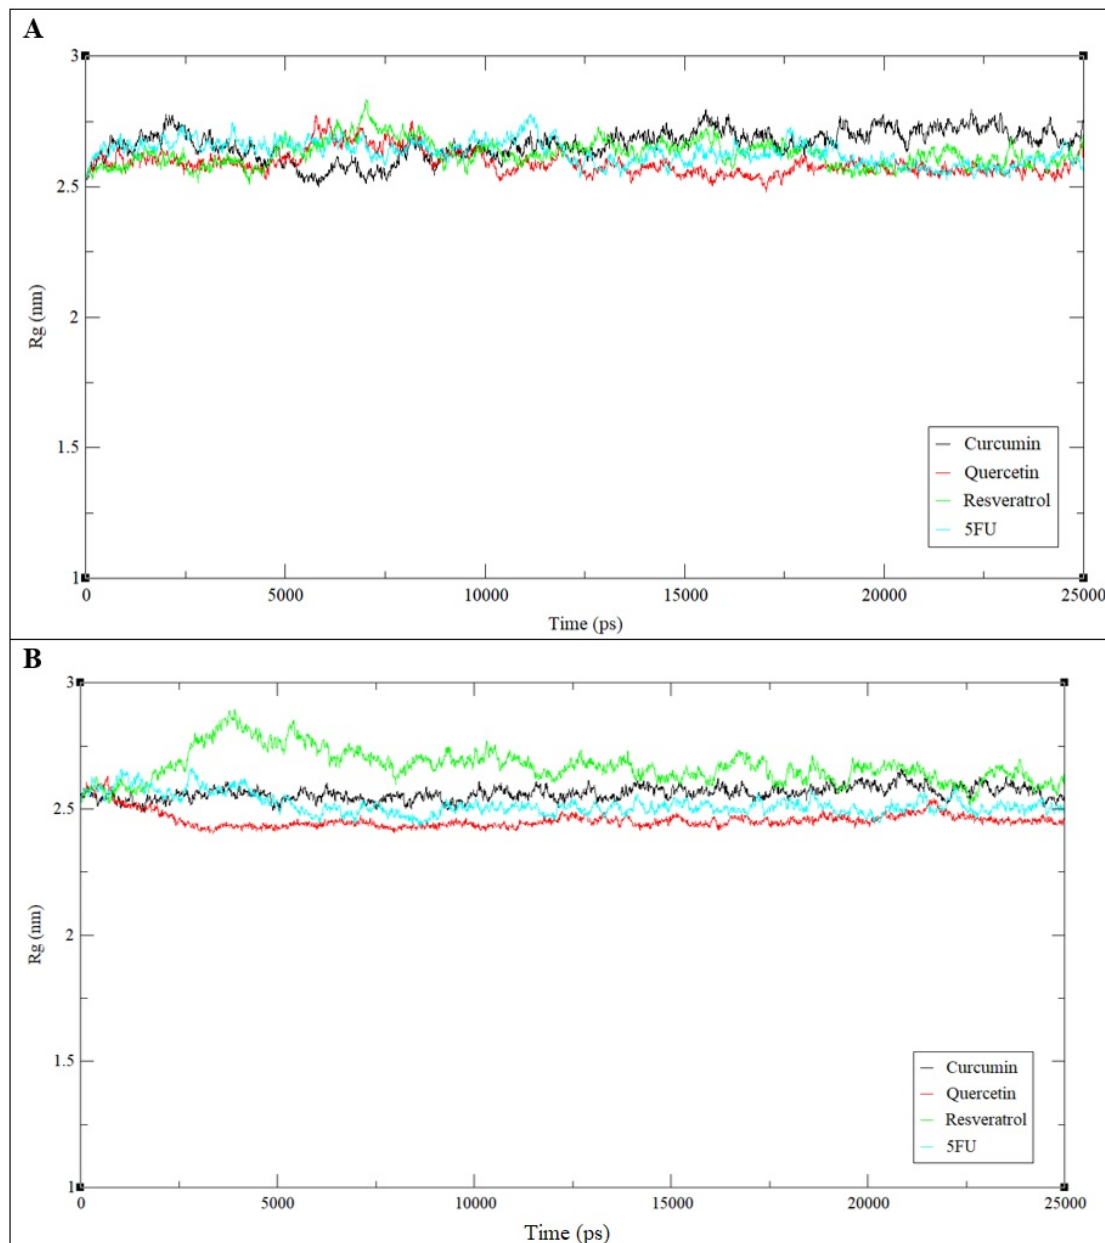 A
3
2.5
2
1.5
1
Rg (nm)
0 5000 10000 15000 20000 25000
Time (ps)
Curcumin
Quercetin
Resveratrol
5FU
B
3
2.5
2
1.5
1
Rg (nm)
0 5000 10000 15000 20000 25000
Time (ps)
Curcumin
Quercetin
Resveratrol
5FU